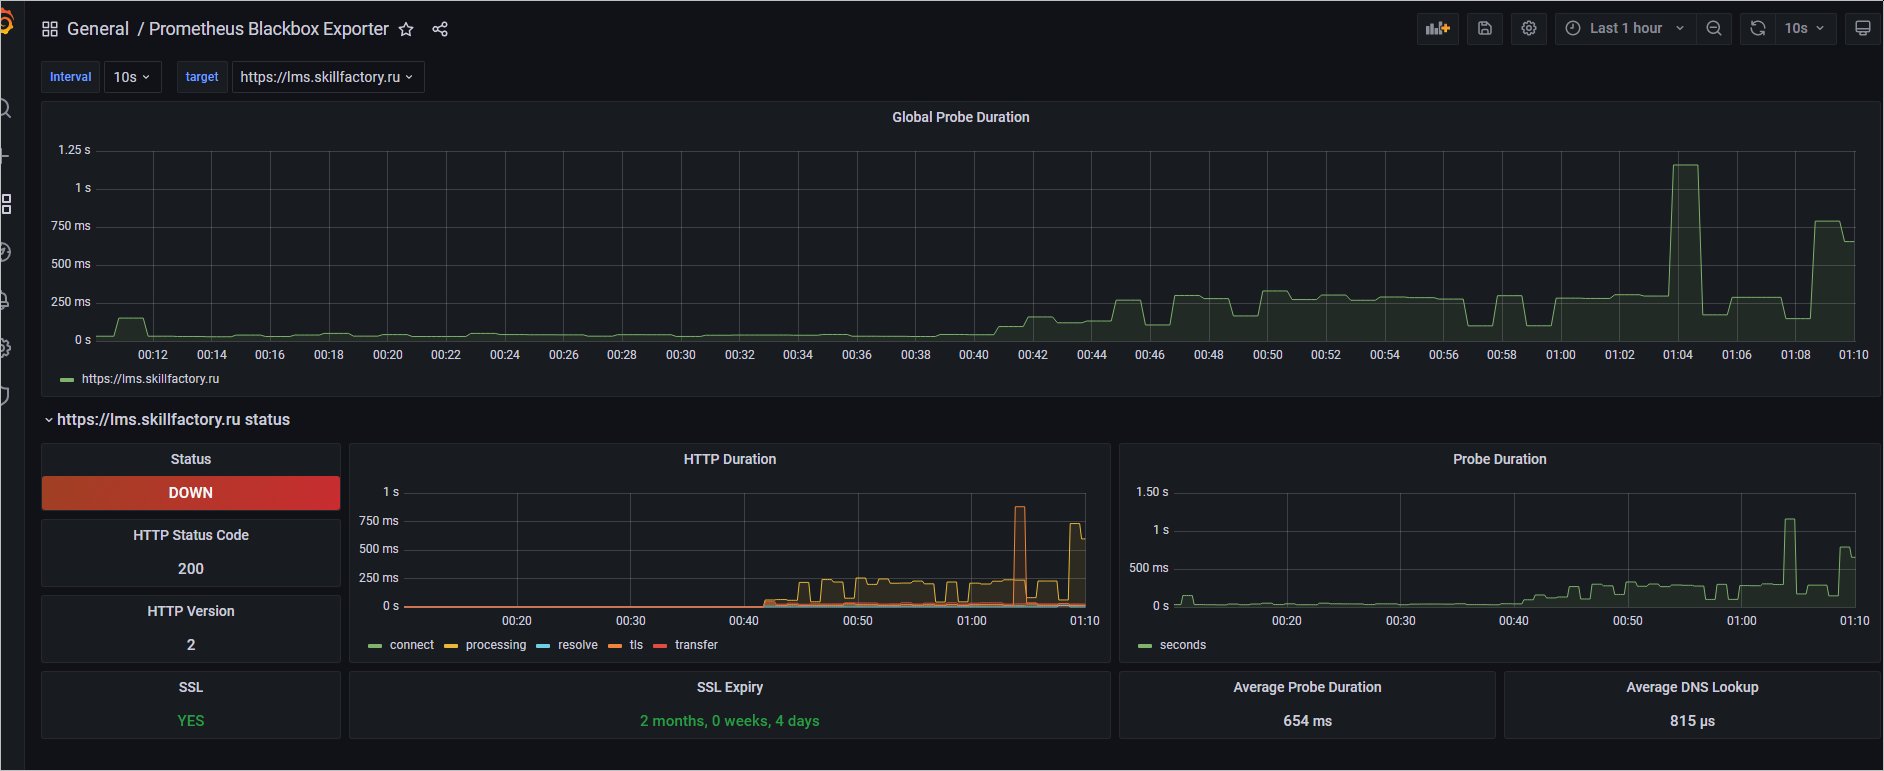 General / Prometheus Blackbox Exporter
Last 1 hour
10s
Interval
10s
target
https://lms.skillfactory.ru
Global Probe Duration
1.25 s
1 s
750 ms
500 ms
250 ms
0 s
00:12 00:14 00:16 00:18 00:20 00:22 00:24 00:26 00:28 00:30 00:32 00:34 00:36 00:38 00:40 00:42 00:44 00:46 00:48 00:50 00:52 00:54 00:56 00:58 01:00 01:02 01:04 01:06 01:08 01:10
https://lms.skillfactory.ru
https://lms.skillfactory.ru status
Status
DOWN
HTTP Status Code
200
HTTP Version
2
SSL
YES
HTTP Duration
1 s
750 ms
500 ms
250 ms
0 s
00:20 00:30 00:40 00:50 01:00 01:10
connect processing resolve tls transfer
SSL Expiry
2 months, 0 weeks, 4 days
Probe Duration
1.50 s
1 s
500 ms
0 s
00:20 00:30 00:40 00:50 01:00 01:10
seconds
Average Probe Duration
654 ms
Average DNS Lookup
815 µs